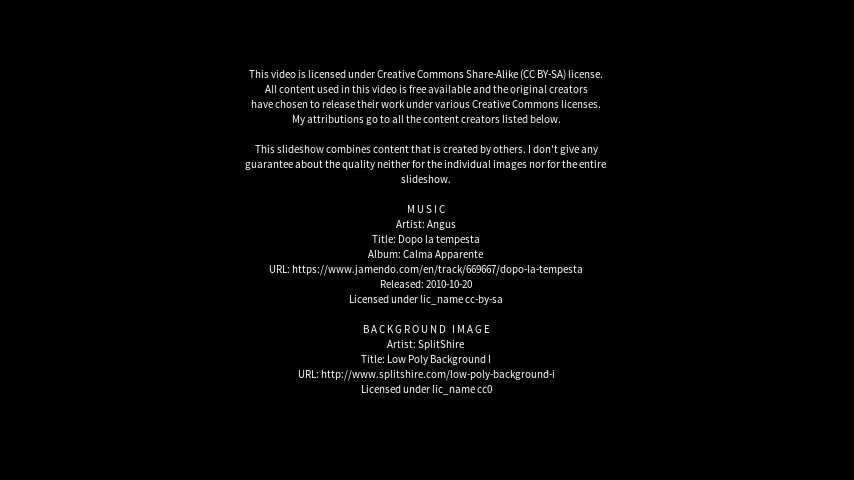 This video is licensed under Creative Commons Share-Alike (CC BY-SA) license.
All content used in this video is free available and the original creators
have chosen to release their work under various Creative Commons licenses.
My attributions go to all the content creators listed below.
This slideshow combines content that is created by others. I don't give any
guarantee about the quality neither for the individual images nor for the entire
slideshow.
MUSIC
Artist: Angus
Title: Dopo la tempesta
Album: Calma Apparente
URL: https://www.jamendo.com/en/track/669667/dopo-la-tempesta
Released: 2010-10-20
Licensed under lic_name cc-by-sa
BACKGROUND IMAGE
Artist: SplitShire
Title: Low Poly Background I
URL: http://www.splitshire.com/low-poly-background-i
Licensed under lic_name cc0